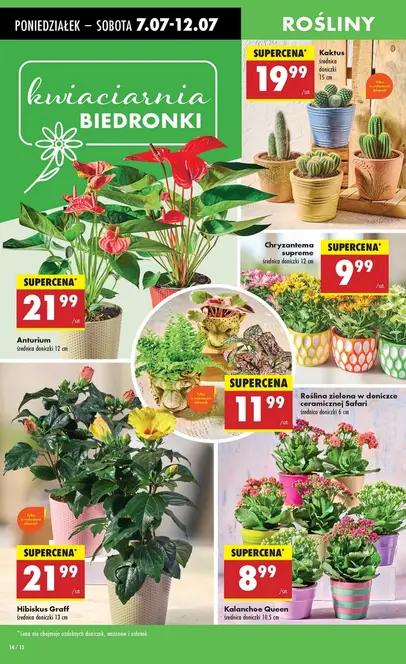 PONIEDZIAŁEK – SOBOTA 7.07-12.07
ROŚLINY
kwiaciarnia
BIEDRONKI
SUPERCENA*
19 99
/szt.
Kaktus
średnica
doniczki
15 cm
Chryzantema
supreme
średnica doniczki 12 cm
SUPERCENA*
9 99
/szt.
SUPERCENA*
21 99
/szt.
Anturium
średnica doniczki 12 cm
SUPERCENA*
11 99
/szt.
Roślina zielona w doniczce
ceramicznej Safari
średnica doniczki 6 cm
SUPERCENA*
21 99
/szt.
Hibiskus Graff
średnica doniczki 13 cm
SUPERCENA*
8 99
/szt.
Kalanchoe Queen
średnica doniczki 10,5 cm
* Cena nie obejmuje ozdobnych doniczek, wazonów i osłonek.